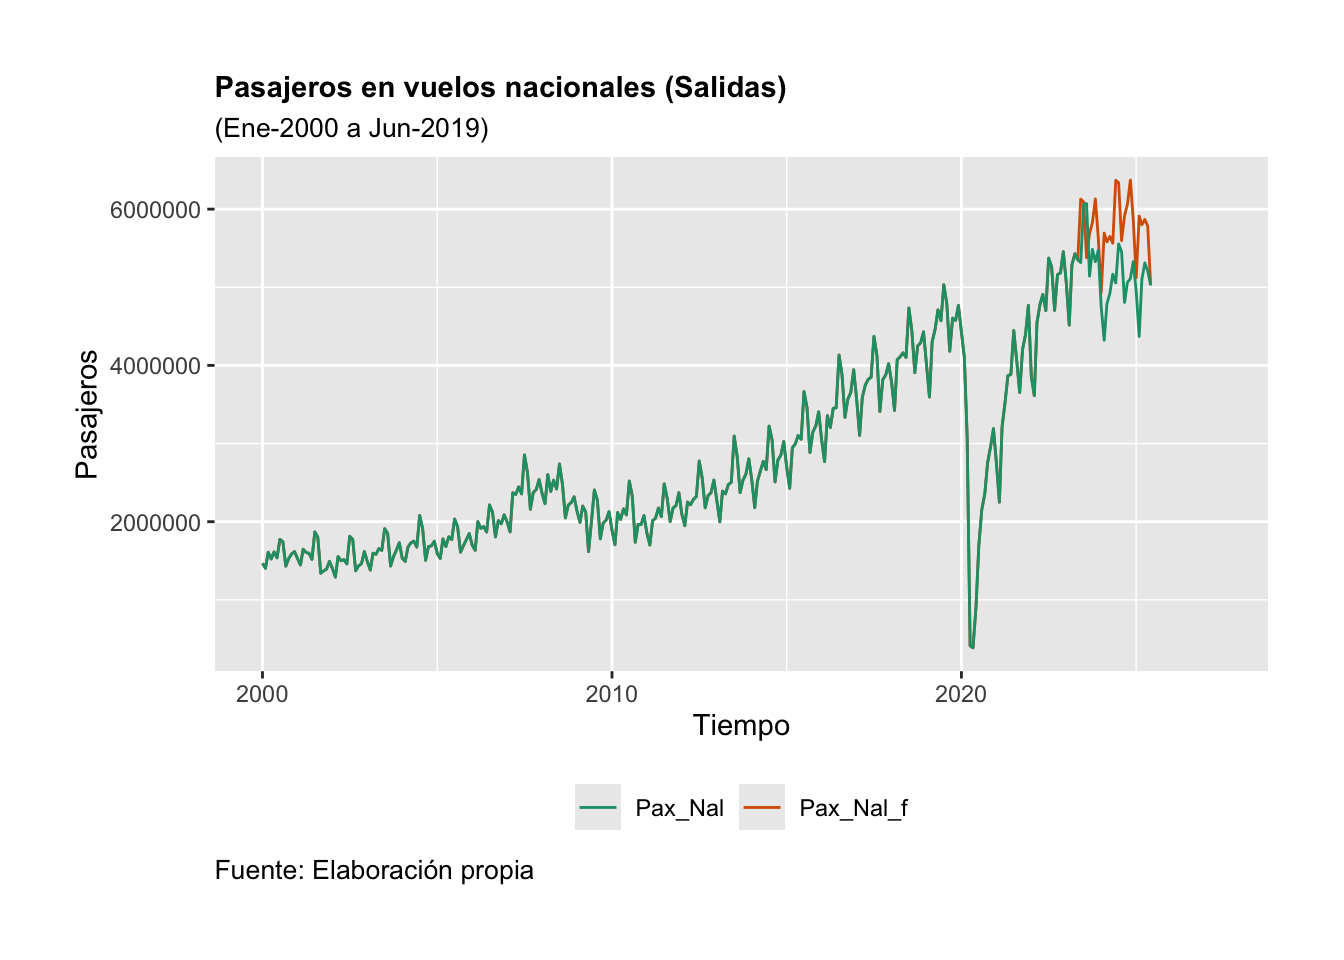 Pasajeros en vuelos nacionales (Salidas)
(Ene-2000 a Jun-2019)
Pasajeros
6000000
4000000
2000000
2000
2010
2020
Tiempo
Pax_Nal
Pax_Nal_f
Fuente: Elaboración propia